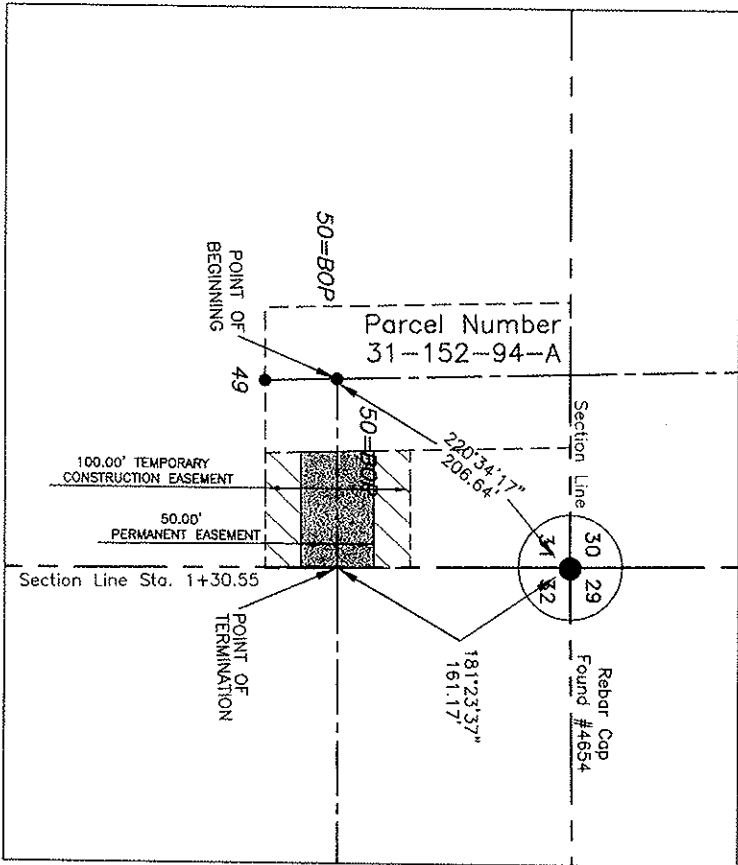 50=BOP
POINT OF
BEGINNING
49
Parcel Number
31-152-94-A
50=BOP
220°34'17"
206.64'
Section Line
30
29
31
32
Rebar Cap
Found #4654
100.00' TEMPORARY
CONSTRUCTION EASEMENT
50.00'
PERMANENT EASEMENT
Section Line Sta. 1+30.55
POINT OF
TERMINATION
181°23'37"
161.17'